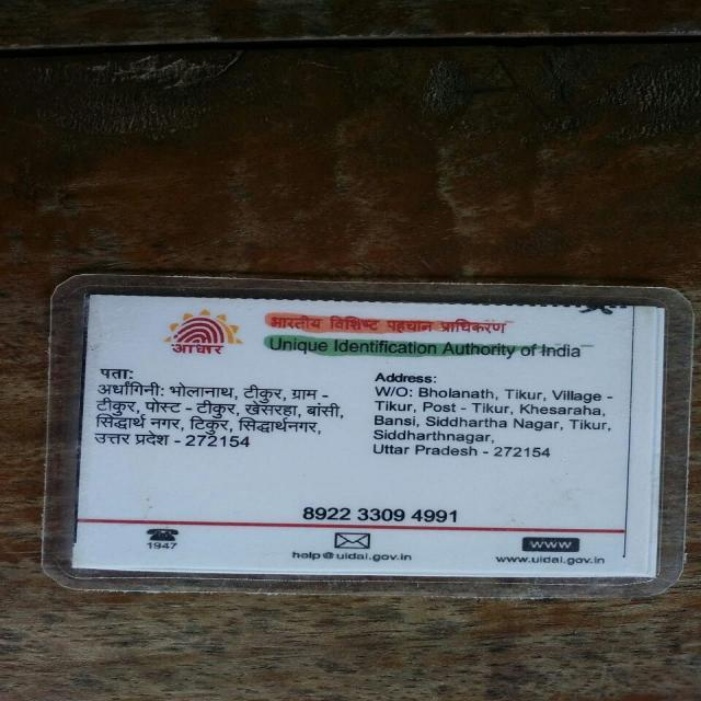 भारतीय विशिष्ट पहचान प्राधिकरण
Unique Identification Authority of India
आधार
पता:
अर्धांगिनी: भोलानाथ, टीकुर, ग्राम -
टीकुर, पोस्ट - टीकुर, खेसरहा, बांसी,
सिद्धार्थ नगर, टिकुर, सिद्धार्थनगर,
उत्तर प्रदेश - 272154
Address:
W/O: Bholanath, Tikur, Village -
Tikur, Post - Tikur, Khesaraha,
Bansi, Siddhartha Nagar, Tikur,
Siddharthnagar,
Uttar Pradesh - 272154
8922 3309 4991
1947
help@uidai.gov.in
www
www.uidai.gov.in